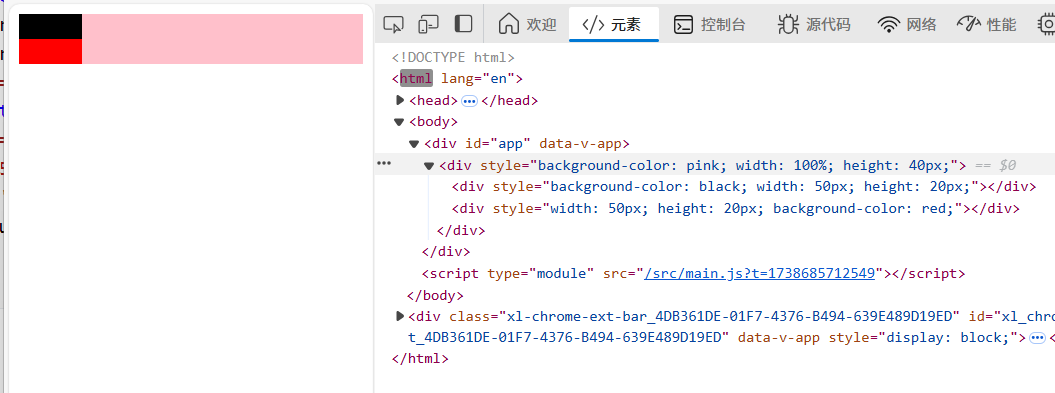 欢迎 </> 元素 控制台 源代码 网络 性能
<!DOCTYPE html>
<html lang="en">
<head> ••• </head>
<body>
<div id="app" data-v-app>
••• <div style="background-color: pink; width: 100%; height: 40px;"> == $0
<div style="background-color: black; width: 50px; height: 20px;"></div>
<div style="width: 50px; height: 20px; background-color: red;"></div>
</div>
</div>
<script type="module" src="/src/main.js?t=1738685712549"></script>
</body>
<div class="xl-chrome-ext-bar_4DB361DE-01F7-4376-B494-639E489D19ED" id="xl_chro
t_4DB361DE-01F7-4376-B494-639E489D19ED" data-v-app style="display: block;"> ••• <
</html>